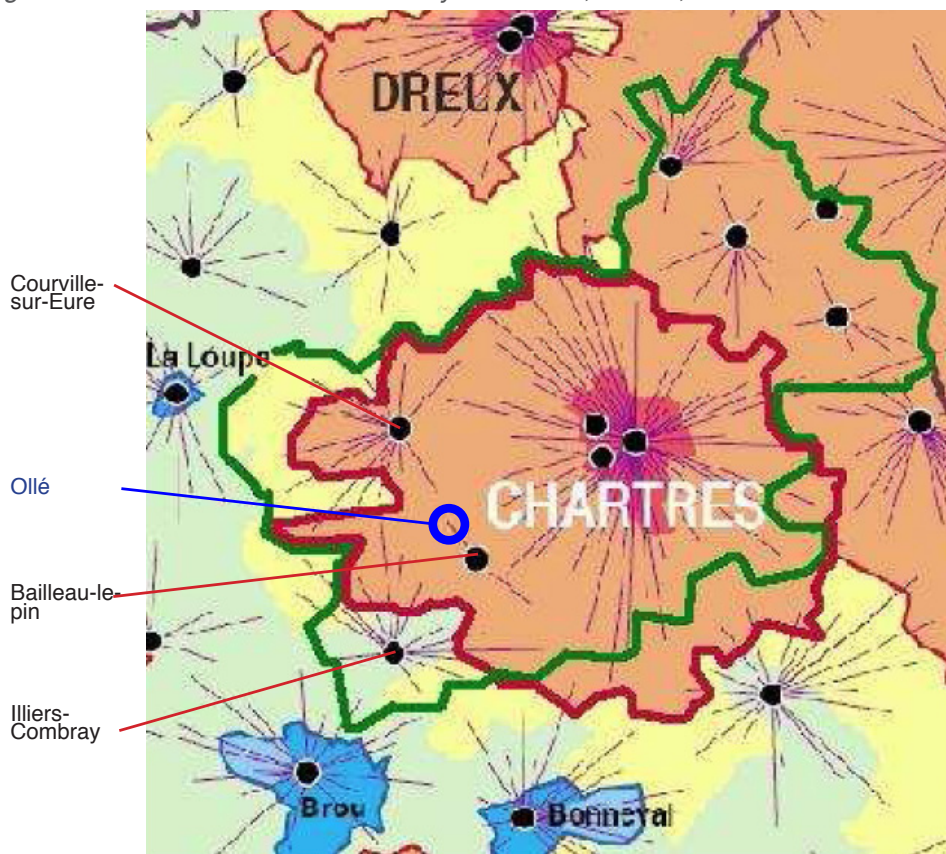 DREUX
Courville-
sur-Eure
La Loupe
Ollé
CHARTRES
Bailleau-le-
pin
Illiers-
Combray
Brou
Bonneval